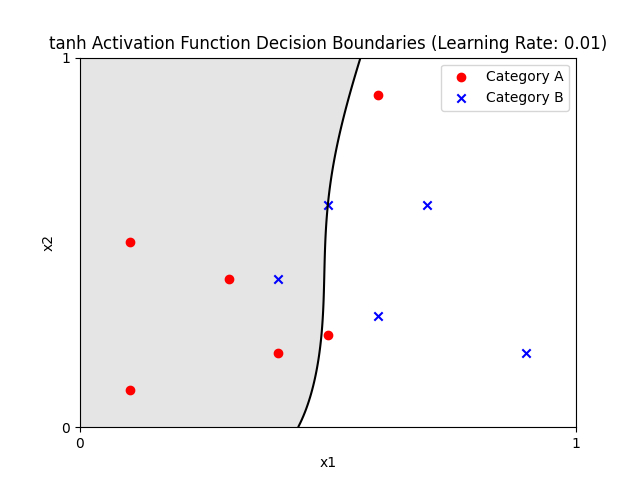 tanh Activation Function Decision Boundaries (Learning Rate: 0.01)
1
Category A
Category B
x2
0
0
1
x1